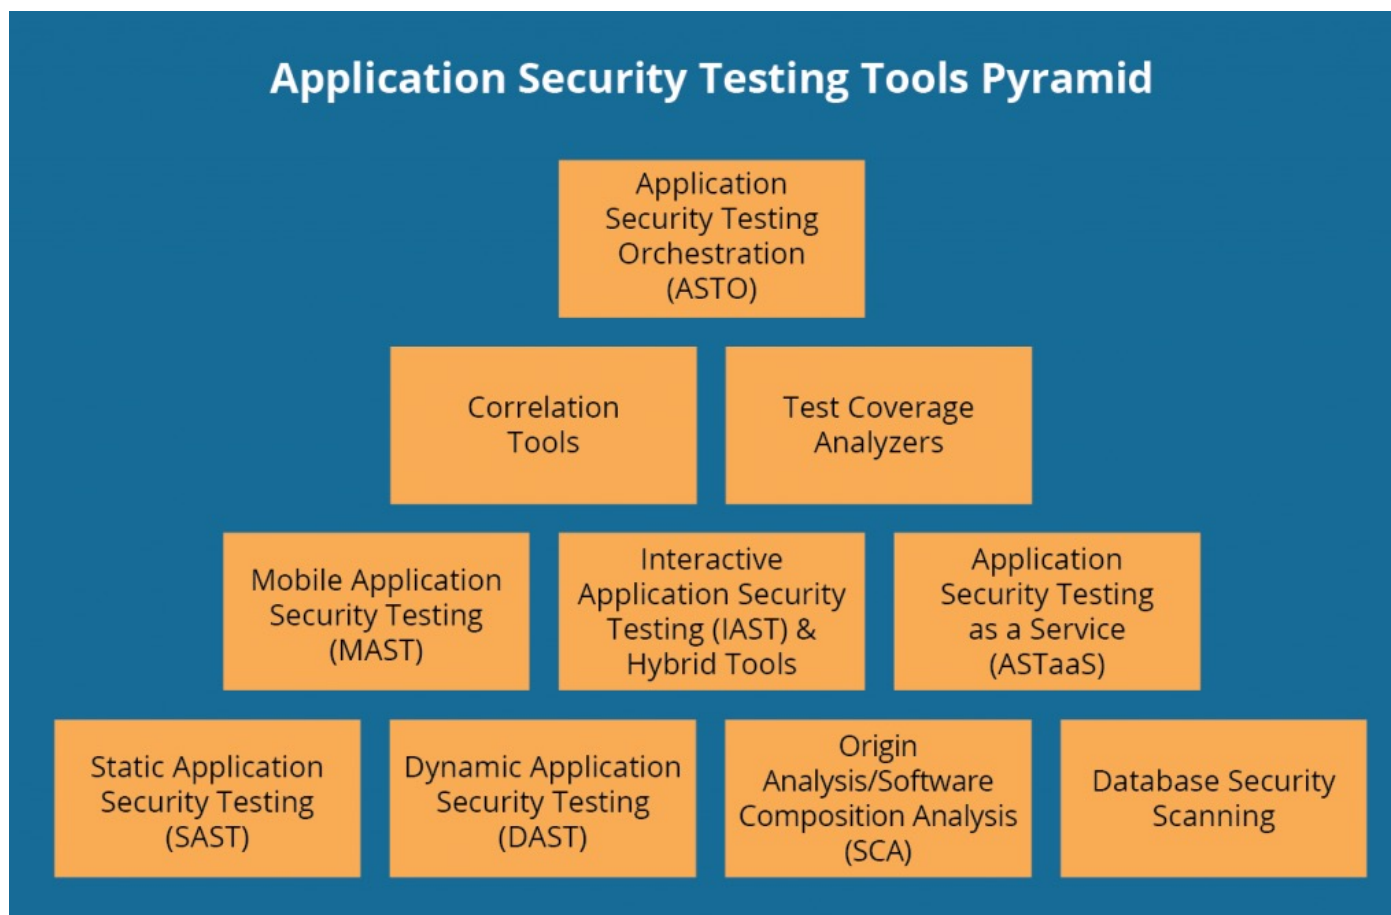 Application Security Testing Tools Pyramid
Application
Security Testing
Orchestration
(ASTO)
Correlation
Tools
Test Coverage
Analyzers
Mobile Application
Security Testing
(MAST)
Interactive
Application Security
Testing (IAST) &
Hybrid Tools
Application
Security Testing
as a Service
(ASTaaS)
Static Application
Security Testing
(SAST)
Dynamic Application
Security Testing
(DAST)
Origin
Analysis/Software
Composition Analysis
(SCA)
Database Security
Scanning